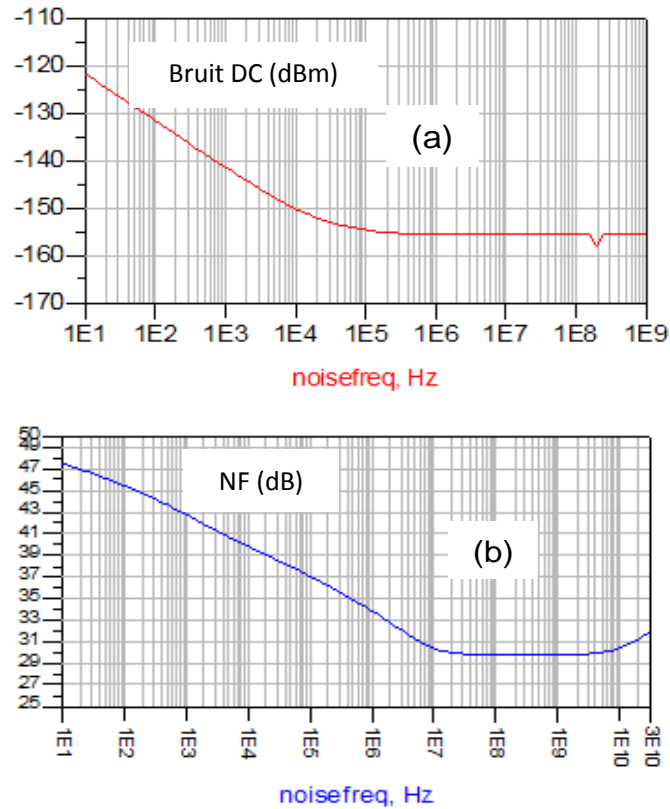 -110
-120
Bruit DC (dBm)
-130
(a)
-140
-150
-160
-170
1E1 1E2 1E3 1E4 1E5 1E6 1E7 1E8 1E9
noisefreq, Hz
50
49
47
NF (dB)
45
43
41
39
(b)
37
35
33
31
29
27
25
1E1 1E2 1E3 1E4 1E5 1E6 1E7 1E8 1E9 1E10 3E10
noisefreq, Hz